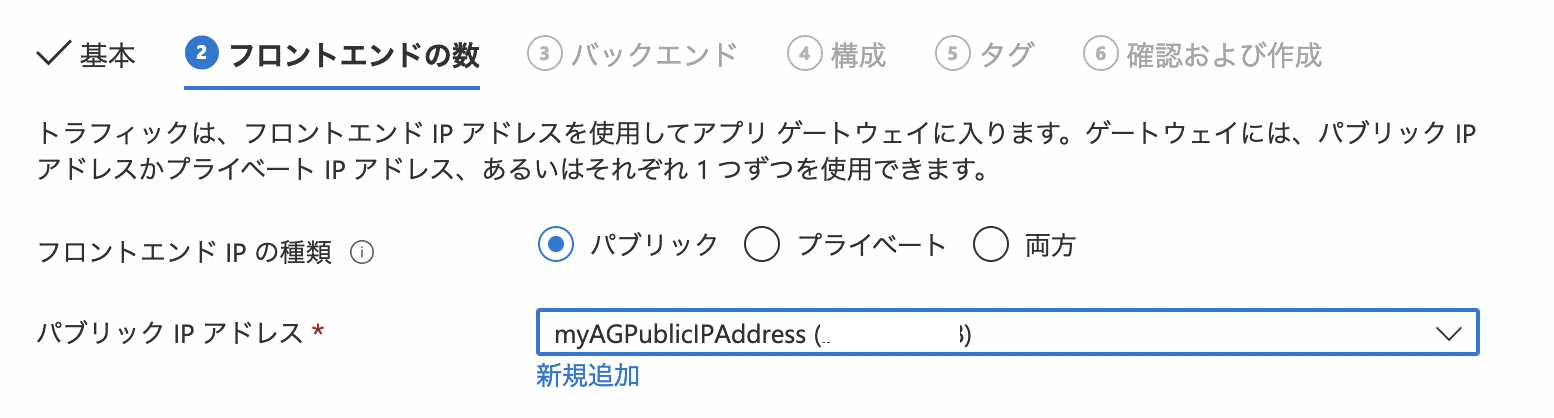 基本 2 フロントエンドの数 3 バックエンド 4 構成 5 タグ 6 確認および作成
トラフィックは、フロントエンド IP アドレスを使用してアプリ ゲートウェイに入ります。ゲートウェイには、パブリック IP
アドレスかプライベート IP アドレス、あるいはそれぞれ 1 つずつを使用できます。
フロントエンド IP の種類 パブリック プライベート 両方
パブリック IP アドレス * myAGPublicIPAddress (
新規追加